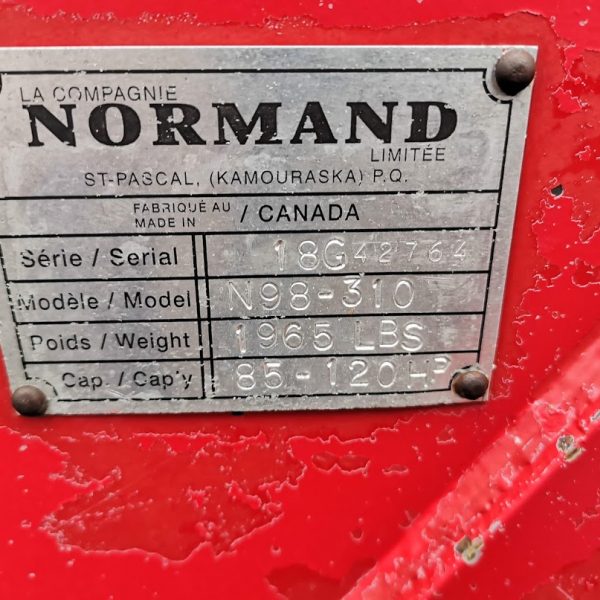 LA COMPAGNIE
NORMAND
LIMITÉE
ST-PASCAL, (KAMOURASKA) P.Q.
FABRIQUÉ AU
MADE IN / CANADA
Série / Serial 18G42764
Modèle / Model N98-310
Poids / Weight 1965 LBS
Cap. / Cap'y 85-120HP